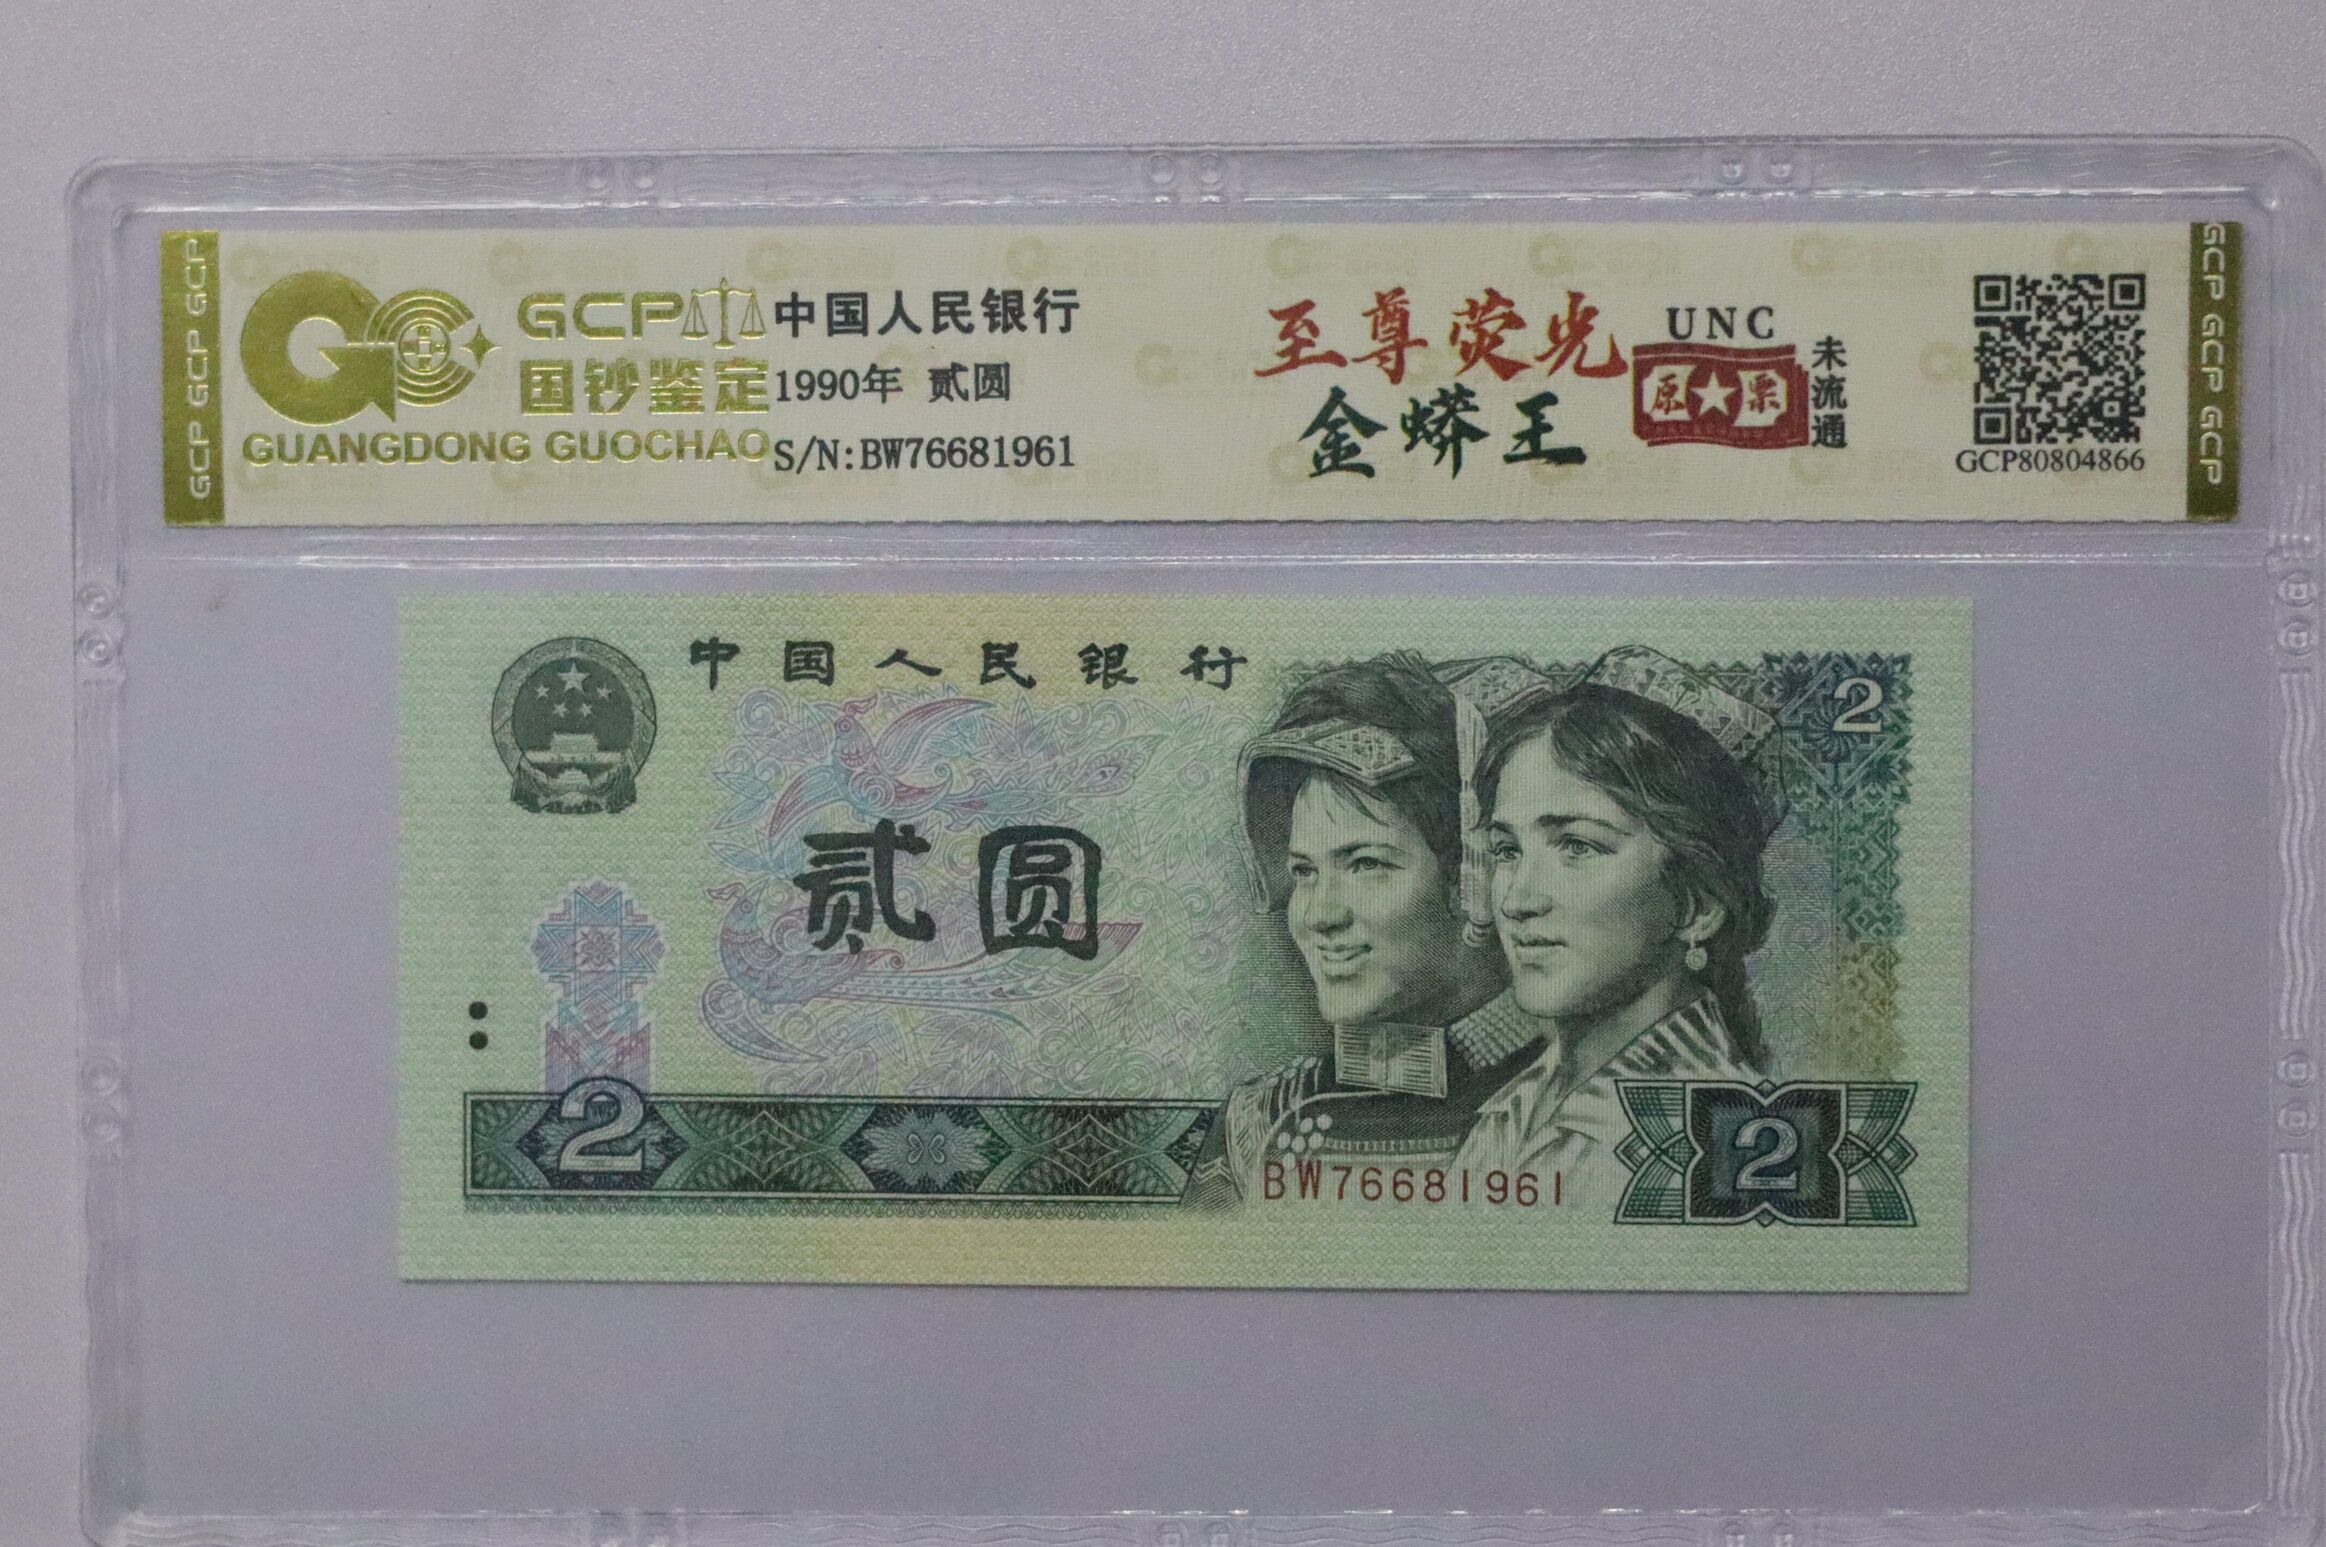 GCP GCP GCP
GCP
国钞鉴定
GUANGDONG GUOCHAO
中国人民银行
1990年 贰圆
S/N:BW76681961
至尊荧光
金蟒王
UNC
原★票
未流通
GCP80804866
GCP GCP GCP
中国人民银行
2
贰圆
2
BW76681961
2